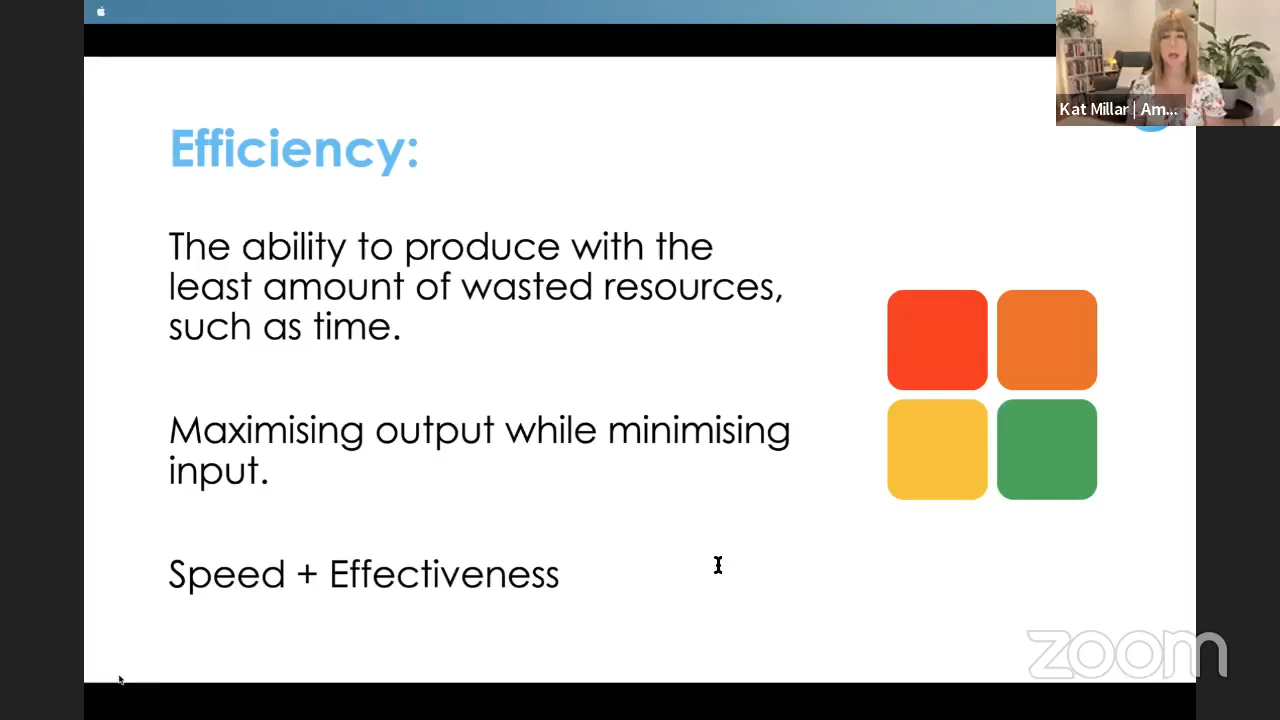 Kat Millar | Am...
Efficiency:
The ability to produce with the
least amount of wasted resources,
such as time.
Maximising output while minimising
input.
Speed + Effectiveness
zoom